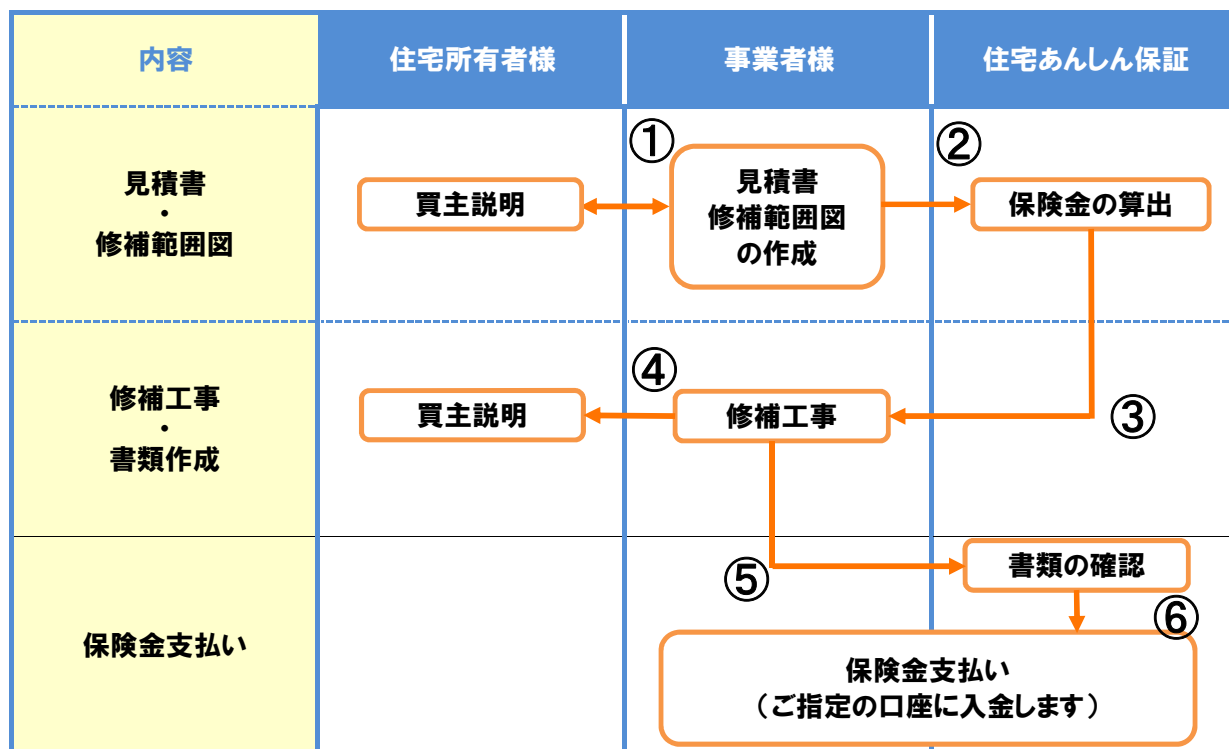 内容
住宅所有者様
事業者様
住宅あんしん保証
見積書
・
修補範囲図
買主説明
①
見積書
修補範囲図
の作成
②
保険金の算出
修補工事
・
書類作成
買主説明
④
修補工事
③
保険金支払い
⑤
書類の確認
⑥
保険金支払い
（ご指定の口座に入金します）